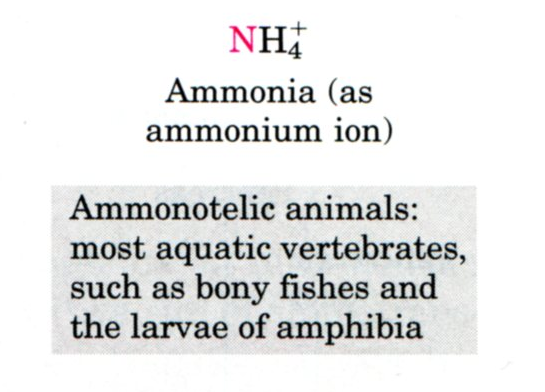 NH₄⁺
Ammonia (as
ammonium ion)
Ammonotelic animals:
most aquatic vertebrates,
such as bony fishes and
the larvae of amphibia